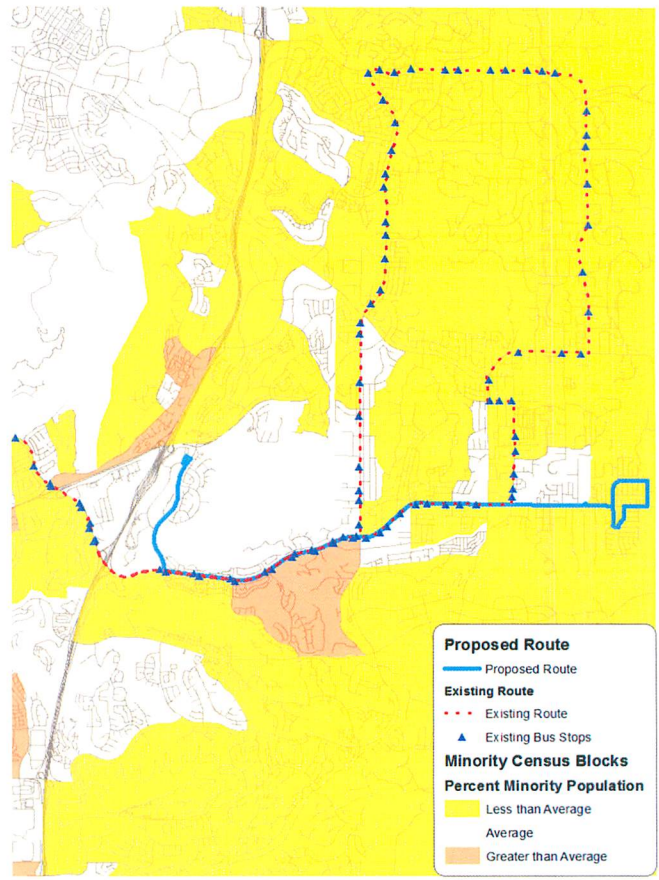 Proposed Route
Proposed Route
Existing Route
Existing Route
Existing Bus Stops
Minority Census Blocks
Percent Minority Population
Less than Average
Average
Greater than Average